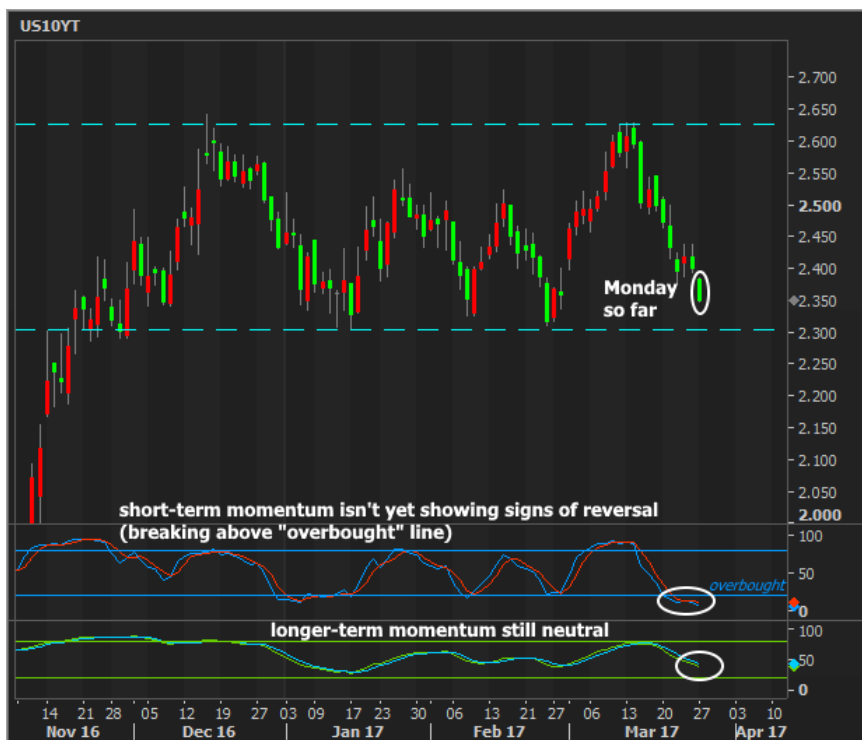 US10YT
2.700
2.650
2.600
2.550
2.500
2.450
2.400
Monday
so far
2.350
2.300
2.250
2.200
2.150
2.100
2.050
2.000
short-term momentum isn't yet showing signs of reversal
(breaking above "overbought" line)
100
50
overbought
0
longer-term momentum still neutral
100
50
0
14 21 28 05 12 19 27 03 09 17 23 30 06 13 21 27 06 13 20 27 03 10
Nov 16 Dec 16 Jan 17 Feb 17 Mar 17 Apr 17